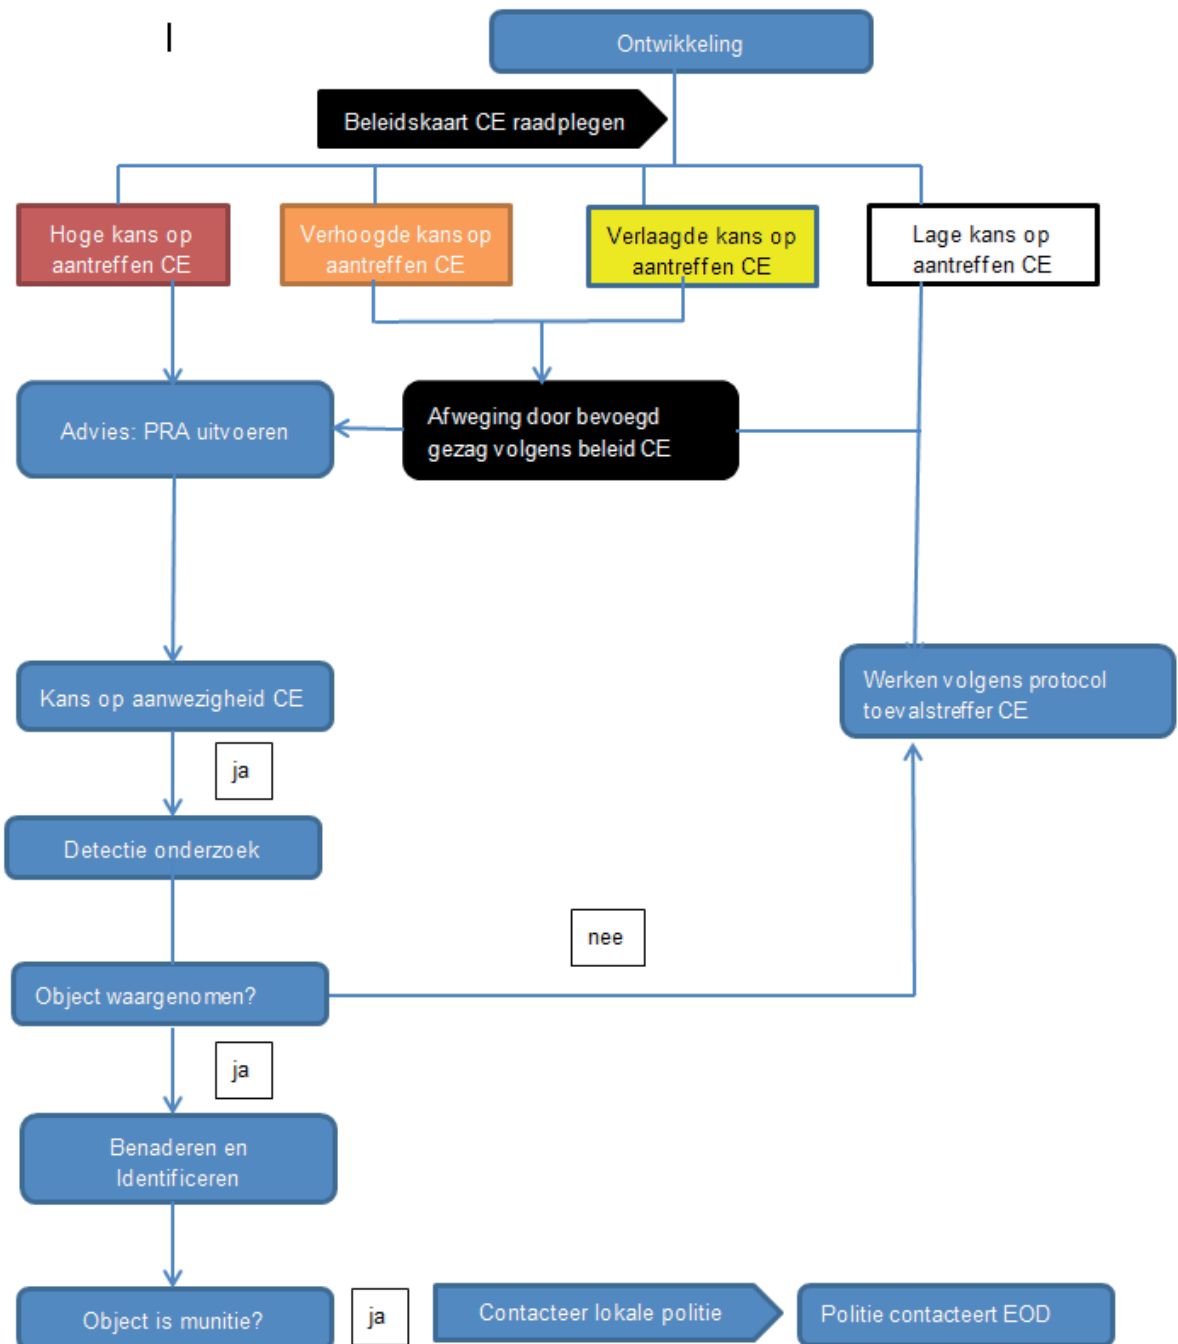 Ontwikkeling
Beleidskaart CE raadplegen
Hoge kans op
aantreffen CE
Verhoogde kans op
aantreffen CE
Verlaagde kans op
aantreffen CE
Lage kans op
aantreffen CE
Advies: PRA uitvoeren
Afweging door bevoegd
gezag volgens beleid CE
Kans op aanwezigheid CE
Werken volgens protocol
toevalstreffer CE
ja
Detectie onderzoek
nee
Object waargenomen?
ja
Benaderen en
Identificeren
Object is munitie?
ja
Contacteer lokale politie
Politie contacteert EOD